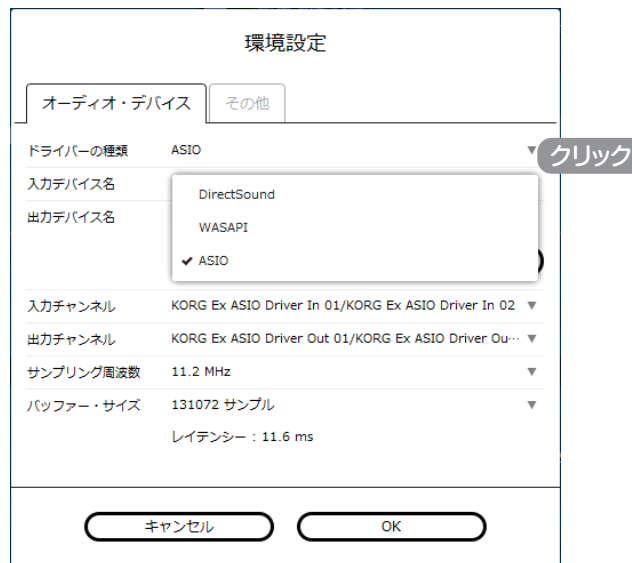 環境設定
オーディオ・デバイス その他
ドライバーの種類 ASIO
クリック
入力デバイス名
DirectSound
出力デバイス名
WASAPI
ASIO
入力チャンネル KORG Ex ASIO Driver In 01/KORG Ex ASIO Driver In 02
出力チャンネル KORG Ex ASIO Driver Out 01/KORG Ex ASIO Driver Ou…
サンプリング周波数 11.2 MHz
バッファー・サイズ 131072 サンプル
レイテンシー : 11.6 ms
キャンセル OK